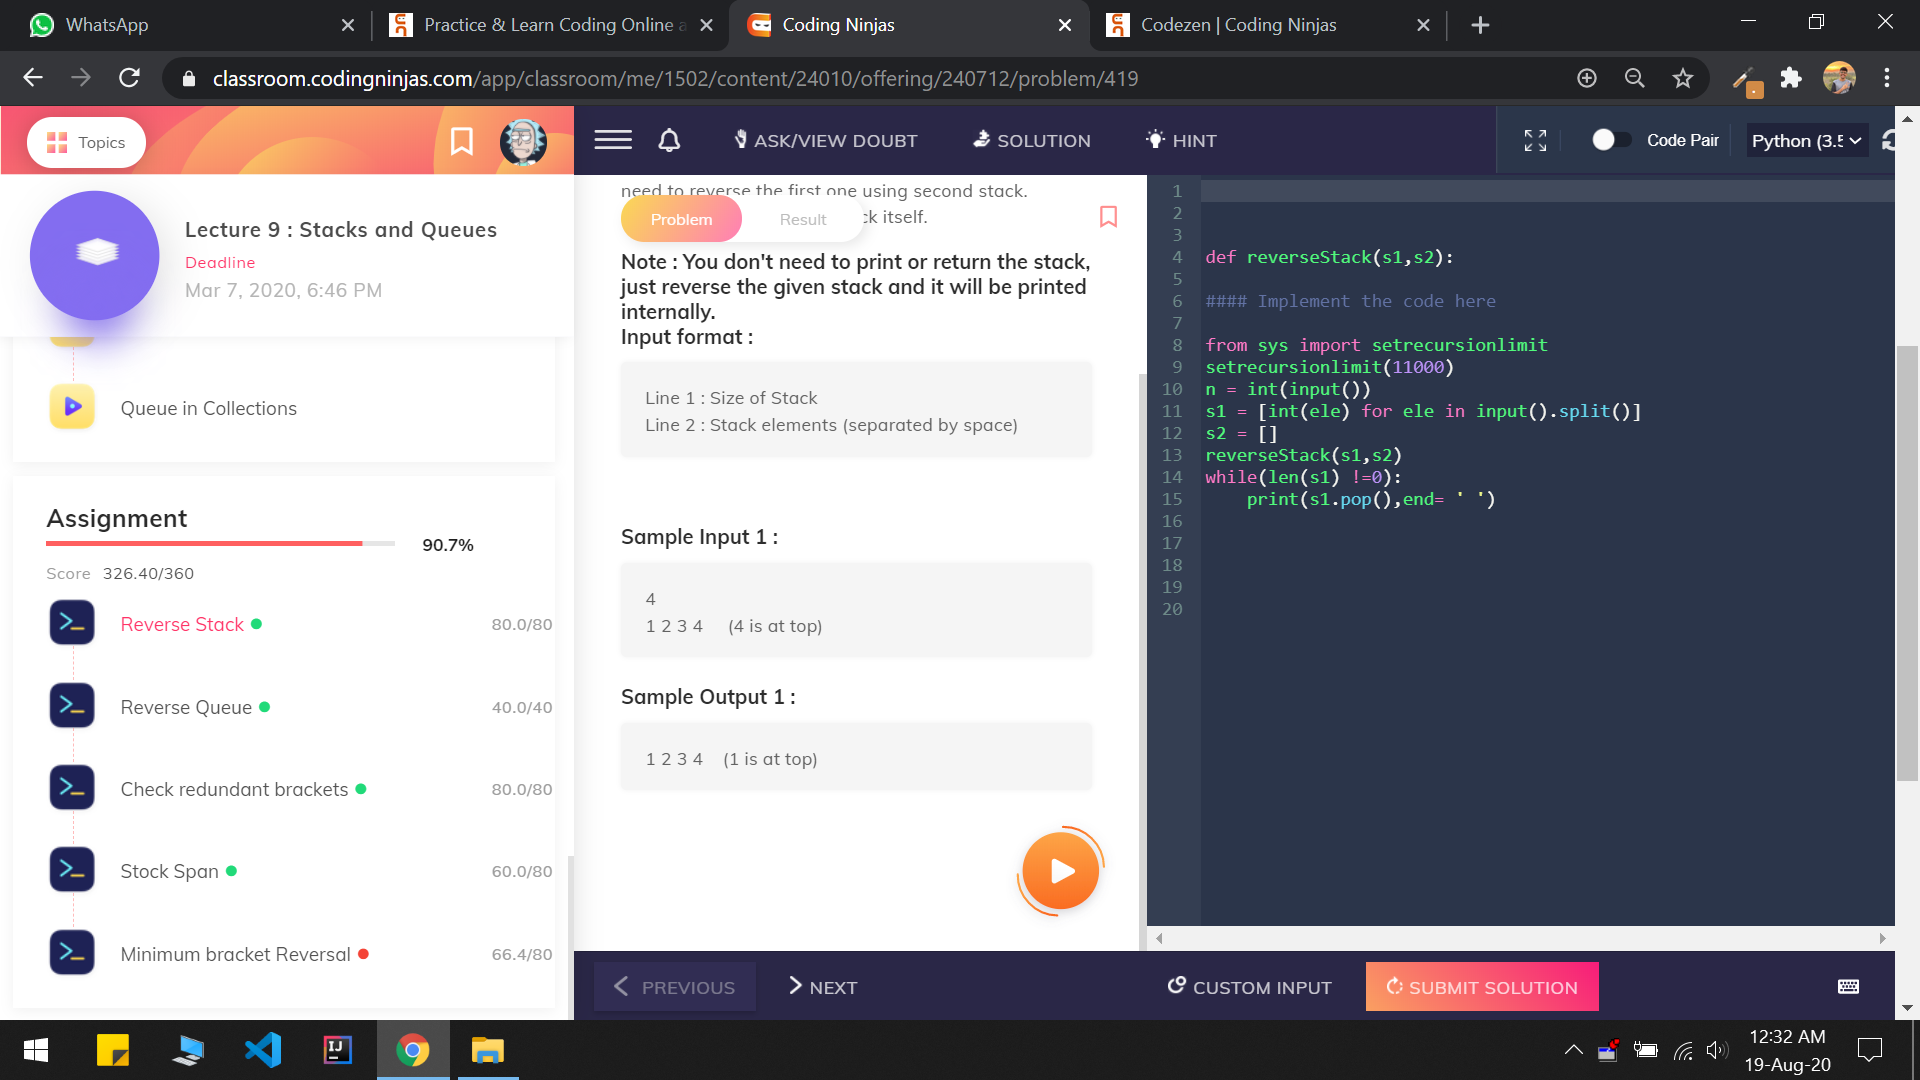 WhatsApp
Practice & Learn Coding Online a
Coding Ninjas
Codezen | Coding Ninjas
classroom.codingninjas.com/app/classroom/me/1502/content/24010/offering/240712/problem/419
Topics
ASK/VIEW DOUBT
SOLUTION
HINT
Code Pair
Python (3.5
Lecture 9 : Stacks and Queues
Deadline
Mar 7, 2020, 6:46 PM
Queue in Collections
Assignment
90.7%
Score 326.40/360
Reverse Stack 80.0/80
Reverse Queue 40.0/40
Check redundant brackets 80.0/80
Stock Span 60.0/80
Minimum bracket Reversal 66.4/80
need to reverse the first one using second stack.
Problem
Result
ck itself.
Note : You don't need to print or return the stack,
just reverse the given stack and it will be printed
internally.
Input format :
Line 1 : Size of Stack
Line 2 : Stack elements (separated by space)
Sample Input 1 :
4
1 2 3 4 (4 is at top)
Sample Output 1 :
1 2 3 4 (1 is at top)
1
2
3
4 def reverseStack(s1,s2):
5
6 #### Implement the code here
7
8 from sys import setrecursionlimit
9 setrecursionlimit(11000)
10 n = int(input())
11 s1 = [int(ele) for ele in input().split()]
12 s2 = []
13 reverseStack(s1,s2)
14 while(len(s1) !=0):
15     print(s1.pop(),end= ' ')
16
17
18
19
20
PREVIOUS
NEXT
CUSTOM INPUT
SUBMIT SOLUTION
IJ
12:32 AM
19-Aug-20